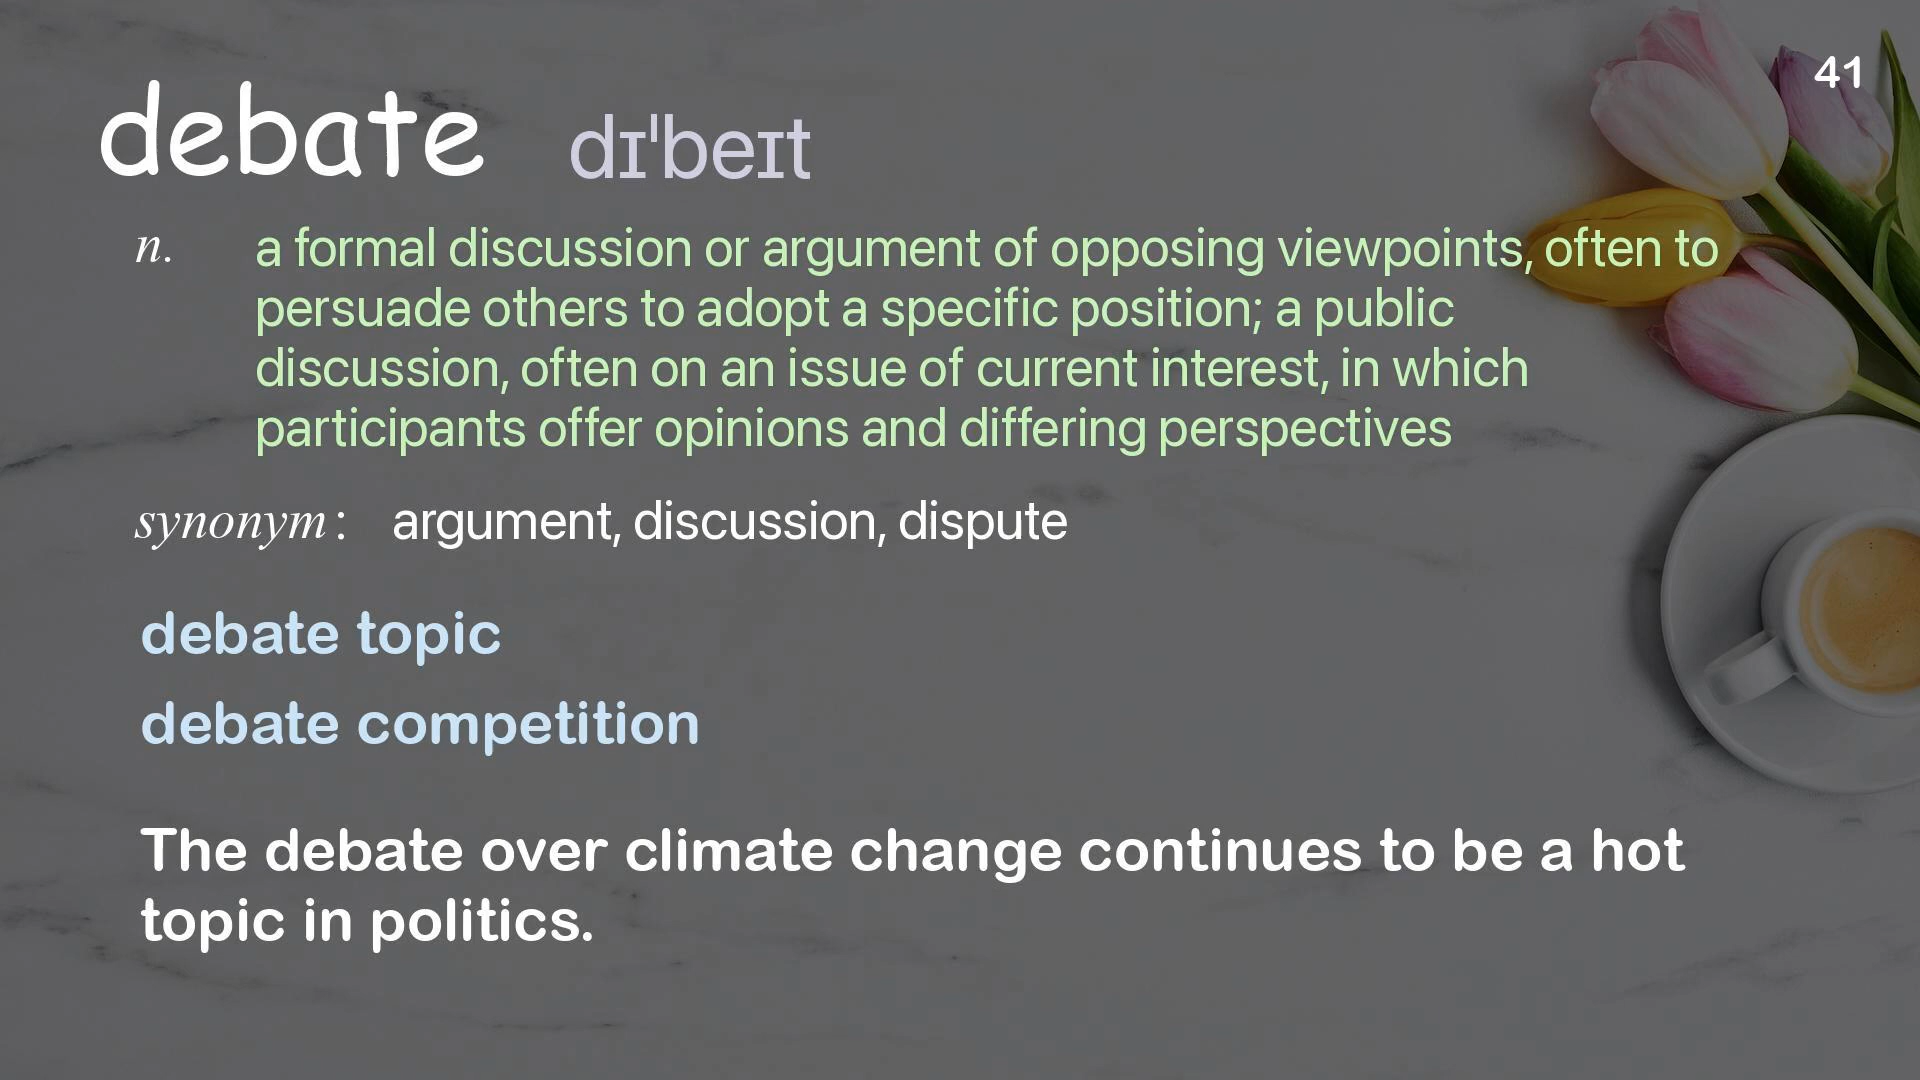 41
debate dɪˈbeɪt
n. a formal discussion or argument of opposing viewpoints, often to
persuade others to adopt a specific position; a public
discussion, often on an issue of current interest, in which
participants offer opinions and differing perspectives
synonym: argument, discussion, dispute
debate topic
debate competition
The debate over climate change continues to be a hot
topic in politics.